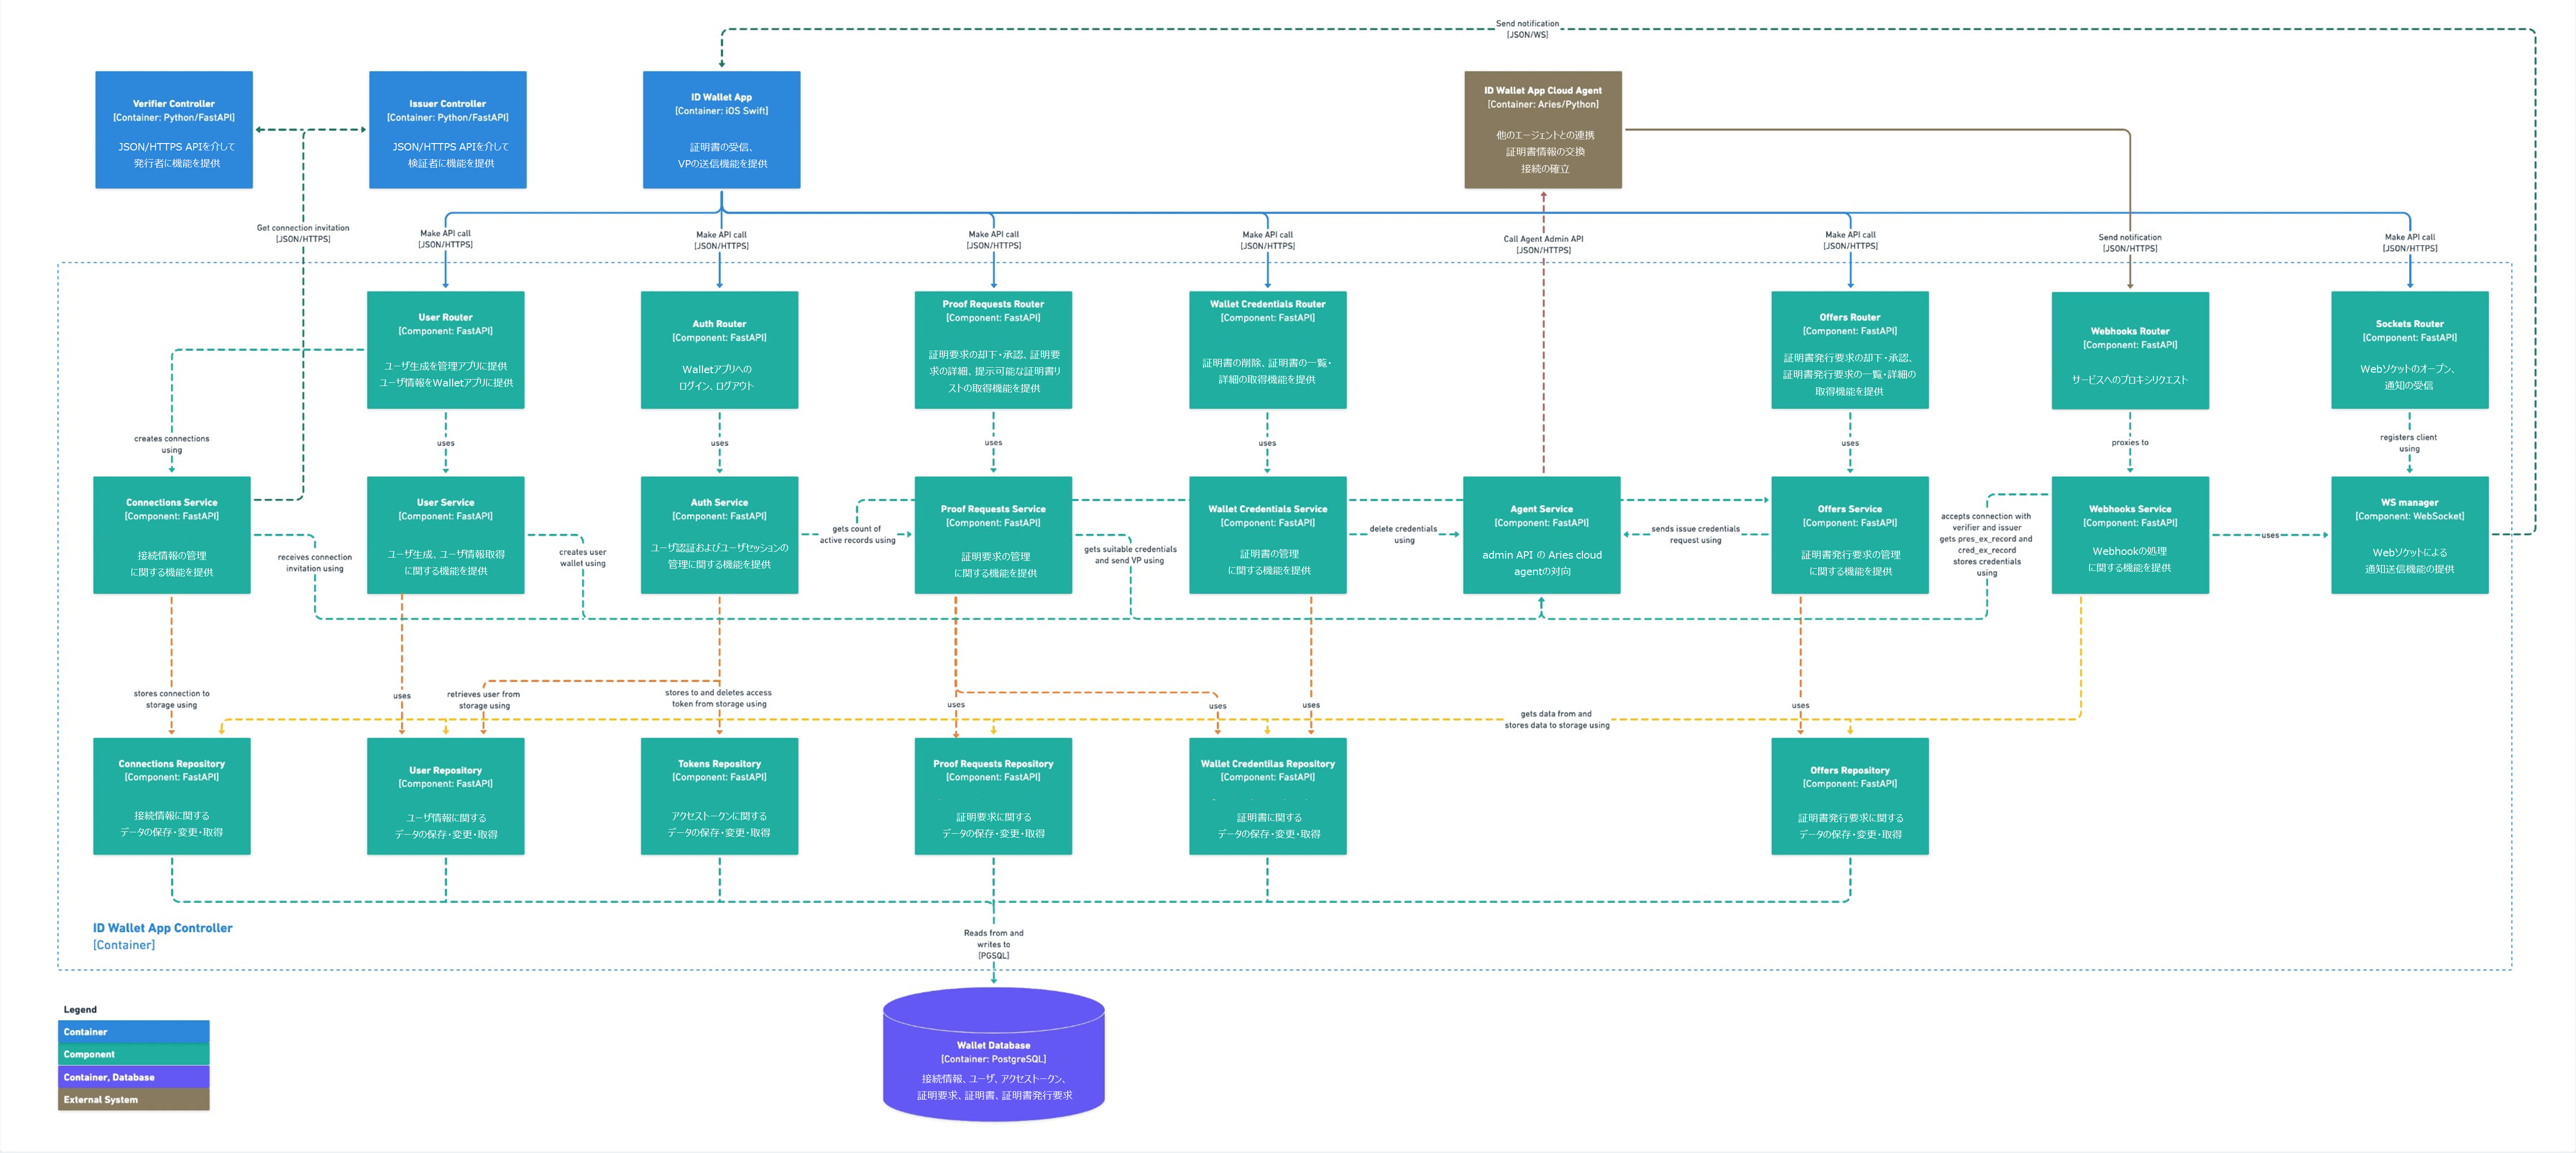 Send notification
[JSON/WS]
Verifier Controller
[Container: Python/FastAPI]
JSON/HTTPS APIを介して
発行者に機能を提供
Issuer Controller
[Container: Python/FastAPI]
JSON/HTTPS APIを介して
検証者に機能を提供
ID Wallet App
[Container: iOS Swift]
証明書の受信、
VPの送信機能を提供
ID Wallet App Cloud Agent
[Container: Aries/Python]
他のエージェントとの連携
証明書情報の交換
接続の確立
Get connection invitation
[JSON/HTTPS]
Make API call
[JSON/HTTPS]
Make API call
[JSON/HTTPS]
Make API call
[JSON/HTTPS]
Make API call
[JSON/HTTPS]
Call Agent Admin API
[JSON/HTTPS]
Make API call
[JSON/HTTPS]
Send notification
[JSON/HTTPS]
Make API call
[JSON/HTTPS]
User Router
[Component: FastAPI]
ユーザ生成を管理アプリに提供
ユーザ情報をWalletアプリに提供
Auth Router
[Component: FastAPI]
Walletアプリへの
ログイン、ログアウト
Proof Requests Router
[Component: FastAPI]
証明要求の却下・承認、証明要
求の詳細、提示可能な証明書リ
ストの取得機能を提供
Wallet Credentials Router
[Component: FastAPI]
証明書の削除、証明書の一覧・
詳細の取得機能を提供
Offers Router
[Component: FastAPI]
証明書発行要求の却下・承認、
証明書発行要求の一覧・詳細の
取得機能を提供
Webhooks Router
[Component: FastAPI]
サービスへのプロキシリクエスト
Sockets Router
[Component: FastAPI]
Webソケットのオープン、
通知の受信
creates connections
using
uses
uses
uses
uses
uses
proxies to
registers client
using
Connections Service
[Component: FastAPI]
接続情報の管理
に関する機能を提供
receives connection
invitation using
User Service
[Component: FastAPI]
ユーザ生成、ユーザ情報取得
に関する機能を提供
creates user
wallet using
Auth Service
[Component: FastAPI]
ユーザ認証およびユーザセッションの
管理に関する機能を提供
gets count of
active records using
Proof Requests Service
[Component: FastAPI]
証明要求の管理
に関する機能を提供
gets suitable credentials
and send VP using
Wallet Credentials Service
[Component: FastAPI]
証明書の管理
に関する機能を提供
delete credentials
using
Agent Service
[Component: FastAPI]
admin API の Aries cloud
agentの対向
sends issue credentials
request using
Offers Service
[Component: FastAPI]
証明書発行要求の管理
に関する機能を提供
accepts connection with
verifier and issuer
gets pres_ex_record and
cred_ex_record
stores credentials
using
Webhooks Service
[Component: FastAPI]
Webhookの処理
に関する機能を提供
uses
WS manager
[Component: WebSocket]
Webソケットによる
通知送信機能の提供
stores connection to
storage using
uses
retrieves user from
storage using
stores to and deletes access
token from storage using
uses
uses
uses
gets data from and
stores data to storage using
uses
Connections Repository
[Component: FastAPI]
接続情報に関する
データの保存・変更・取得
User Repository
[Component: FastAPI]
ユーザ情報に関する
データの保存・変更・取得
Tokens Repository
[Component: FastAPI]
アクセストークンに関する
データの保存・変更・取得
Proof Requests Repository
[Component: FastAPI]
証明要求に関する
データの保存・変更・取得
Wallet Credentilas Repository
[Component: FastAPI]
証明書に関する
データの保存・変更・取得
Offers Repository
[Component: FastAPI]
証明書発行要求に関する
データの保存・変更・取得
ID Wallet App Controller
[Container]
Reads from and
writes to
[PGSQL]
Wallet Database
[Container: PostgreSQL]
接続情報、ユーザ、アクセストークン、
証明要求、証明書、証明書発行要求
Legend
Container
Component
Container, Database
External System